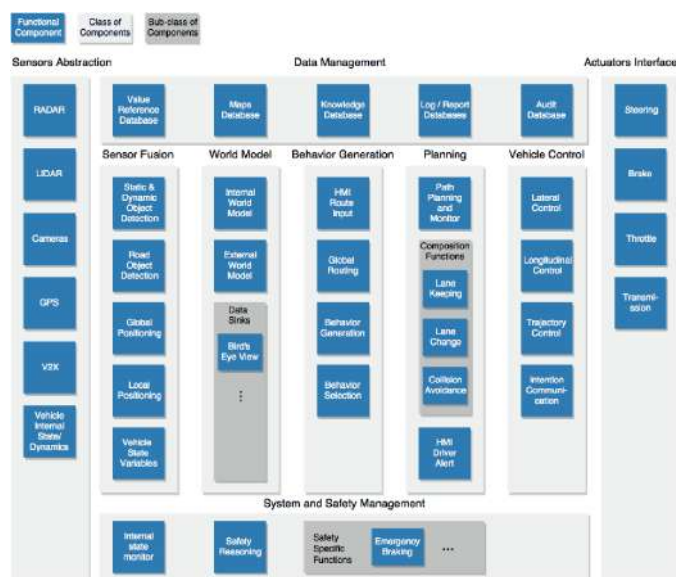 Functional
Component
Class of
Components
Sub-class of
Components
Sensors Abstraction
Data Management
Actuators Interface
RADAR
LIDAR
Cameras
GPS
V2X
Vehicle
Internal
State/
Dynamics
Value
Reference
Database
Maps
Database
Knowledge
Database
Log / Report
Databases
Audit
Database
Sensor Fusion
World Model
Behavior Generation
Planning
Vehicle Control
Static &
Dynamic
Object
Detection
Road
Object
Detection
Global
Positioning
Local
Positioning
Vehicle
State
Variables
Internal
World
Model
External
World
Model
Data
Sinks
Bird's
Eye View
⋮
HMI
Route
Input
Global
Routing
Behavior
Generation
Behavior
Selection
Path
Planning
and
Monitor
Composition
Functions
Lane
Keeping
Lane
Change
Collision
Avoidance
HMI
Driver
Alert
Lateral
Control
Longitudinal
Control
Trajectory
Control
Intention
Communi-
cation
Steering
Brake
Throttle
Transmis-
sion
System and Safety Management
Internal
state
monitor
Safety
Reasoning
Safety
Specific
Functions
Emergency
Braking
...